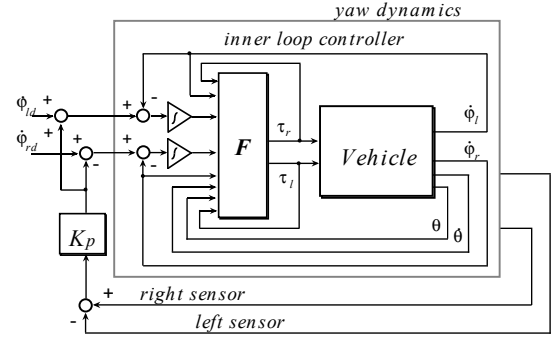 yaw dynamics
inner loop controller
φ̇ld + + - ∫ + 
φ̇rd + - + - ∫
F
τr
τl
Vehicle
φ̇l
φ̇r
θ θ̇
Kp
+ right sensor
- left sensor